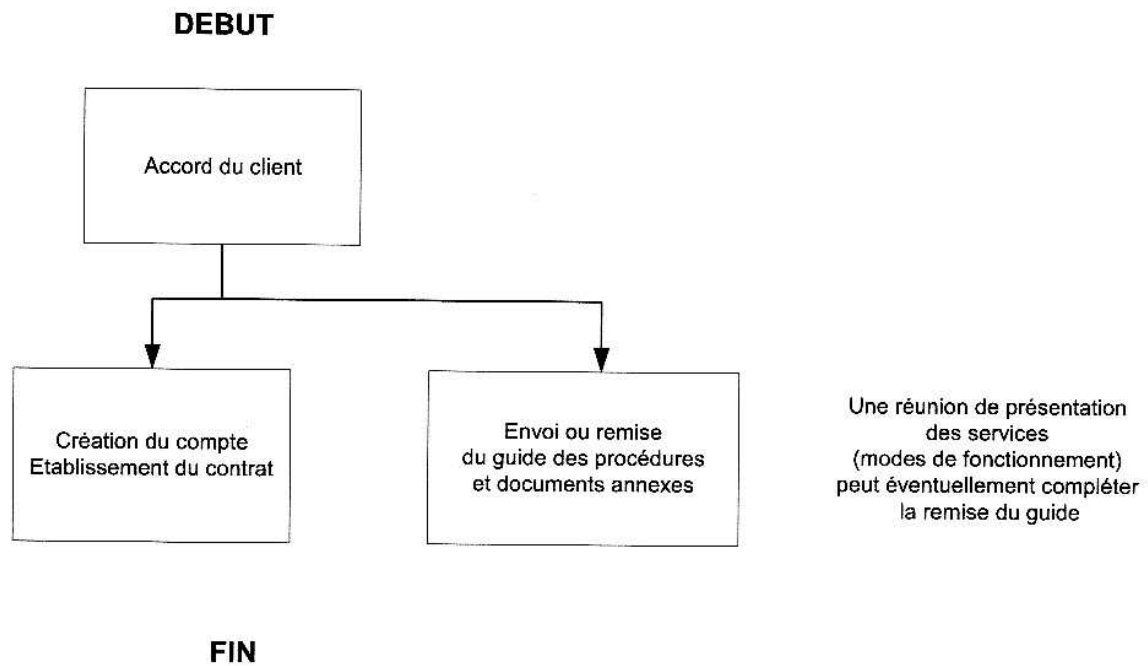 DEBUT
Accord du client
Création du compte
Etablissement du contrat
Envoi ou remise
du guide des procédures
et documents annexes
Une réunion de présentation
des services
(modes de fonctionnement)
peut éventuellement compléter
la remise du guide
FIN